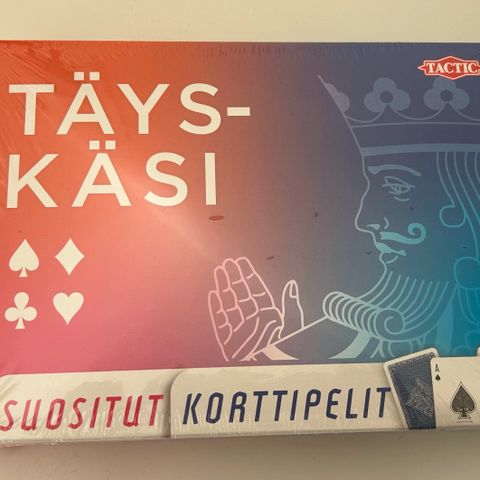 TACTIC
TÄYS-
KÄSI
SUOSITUT KORTTIPELIT
A